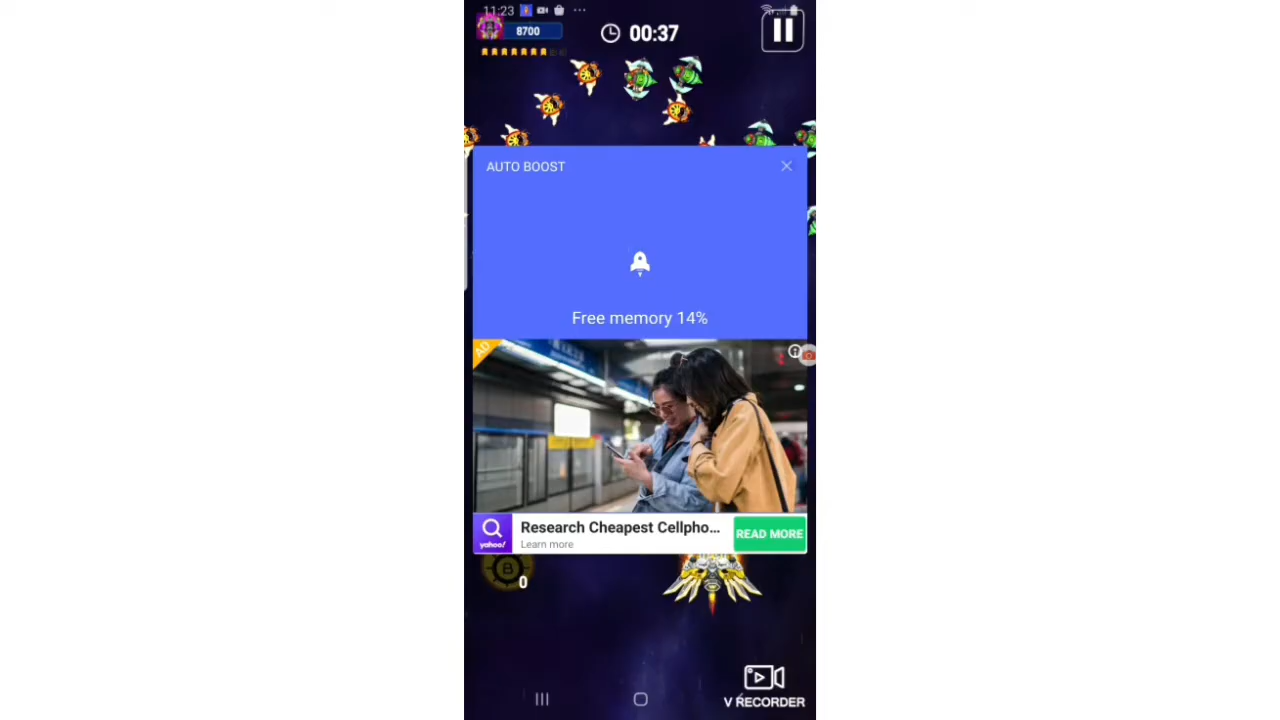 11:23
8700
00:37
AUTO BOOST
Free memory 14%
AD
Research Cheapest Cellpho...
yahoo!
Learn more
READ MORE
B
0
V RECORDER